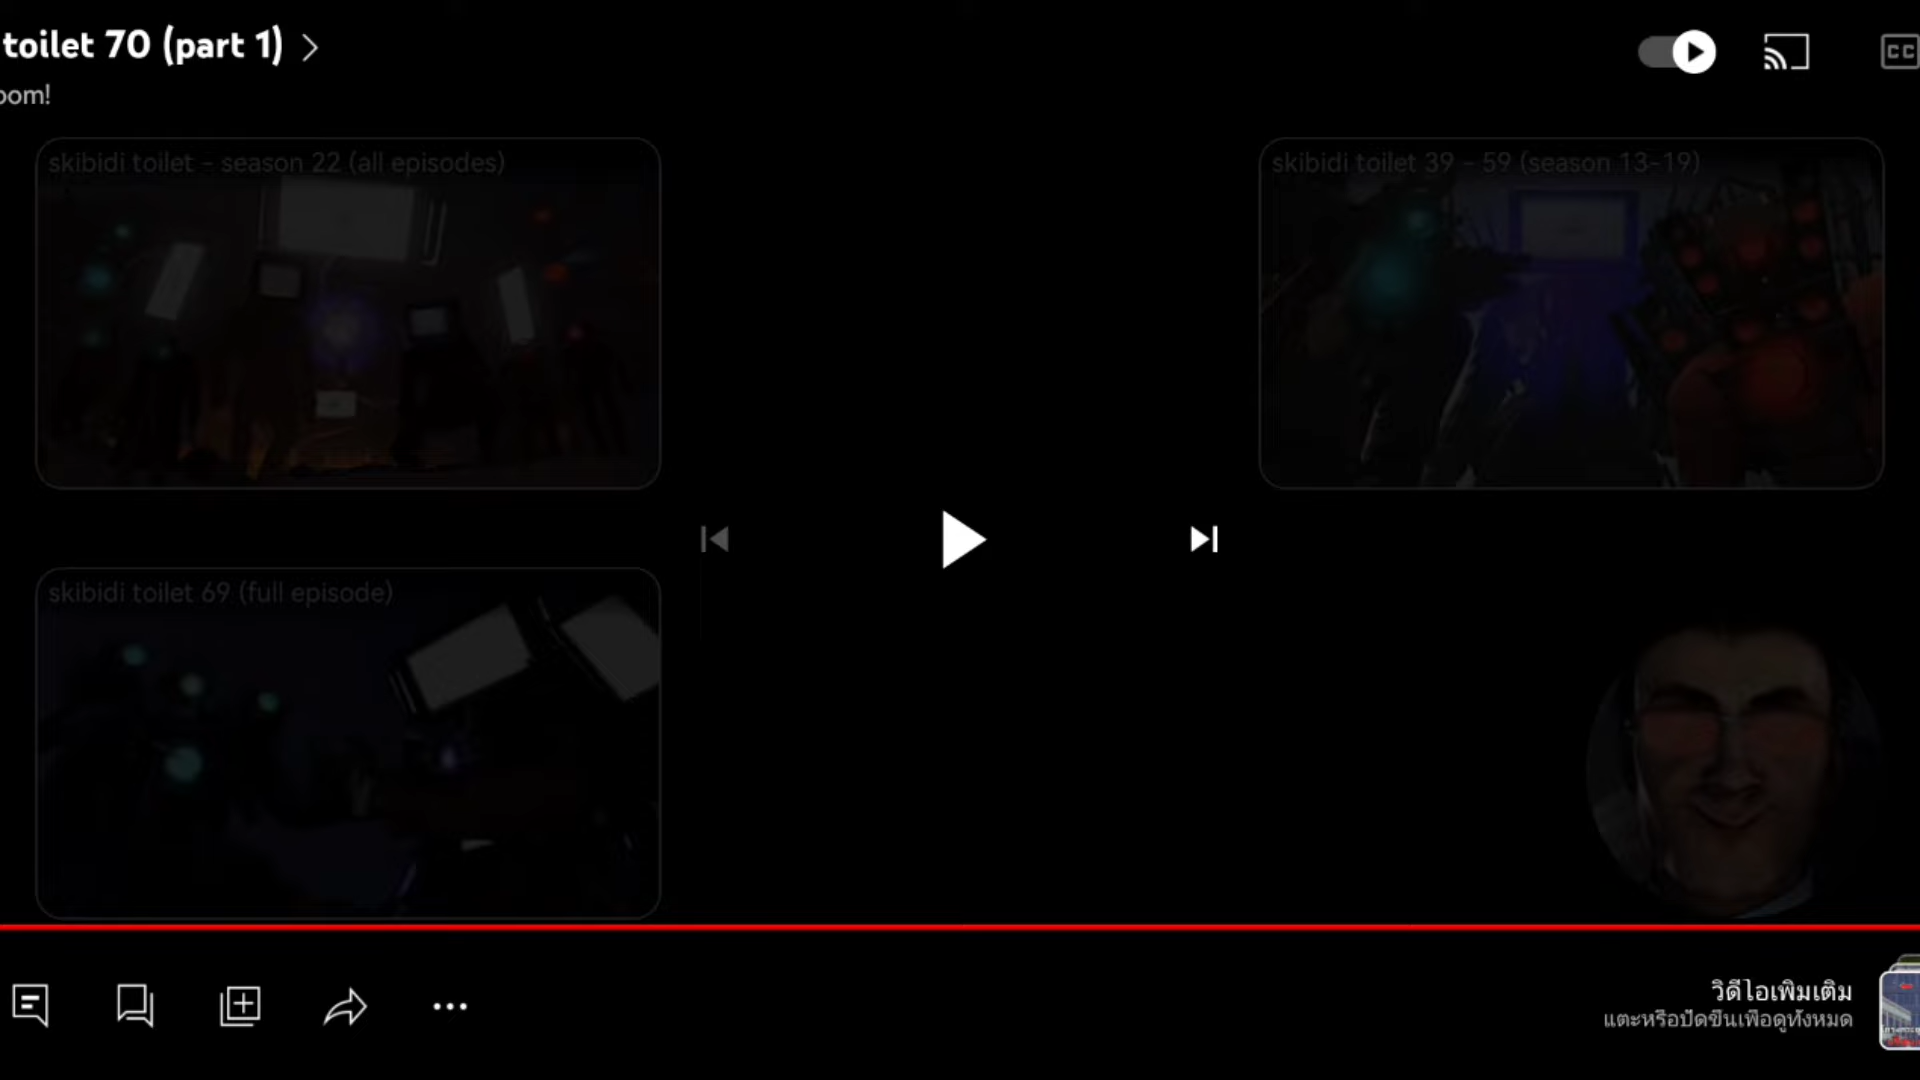 toilet 70 (part 1)
oom!
CC
skibidi toilet – season 22 (all episodes)
skibidi toilet 39 – 59 (season 13-19)
skibidi toilet 69 (full episode)
วิดีโอเพิ่มเติม
แตะหรือปัดขึ้นเพื่อดูทั้งหมด